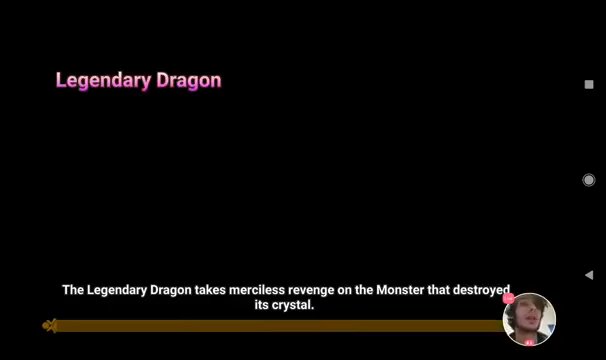 Legendary Dragon
The Legendary Dragon takes merciless revenge on the Monster that destroyed
its crystal.